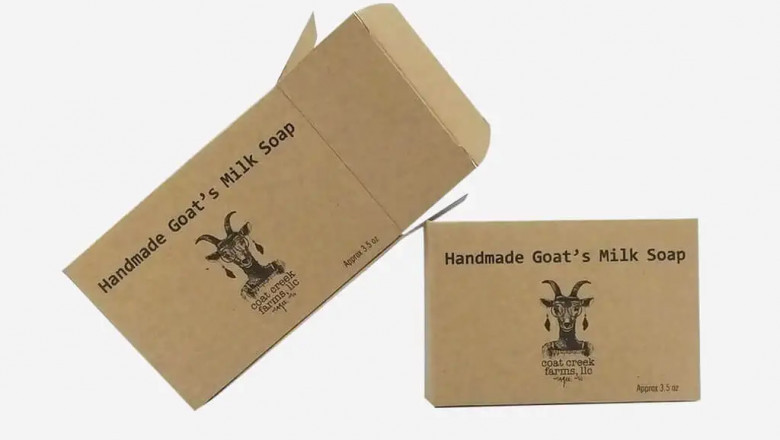 Handmade Goat's Milk Soap
coat creek
farms, llc
Approx 3.5 oz
Handmade Goat's Milk Soap
coat creek
farms, llc
Approx 3.5 oz